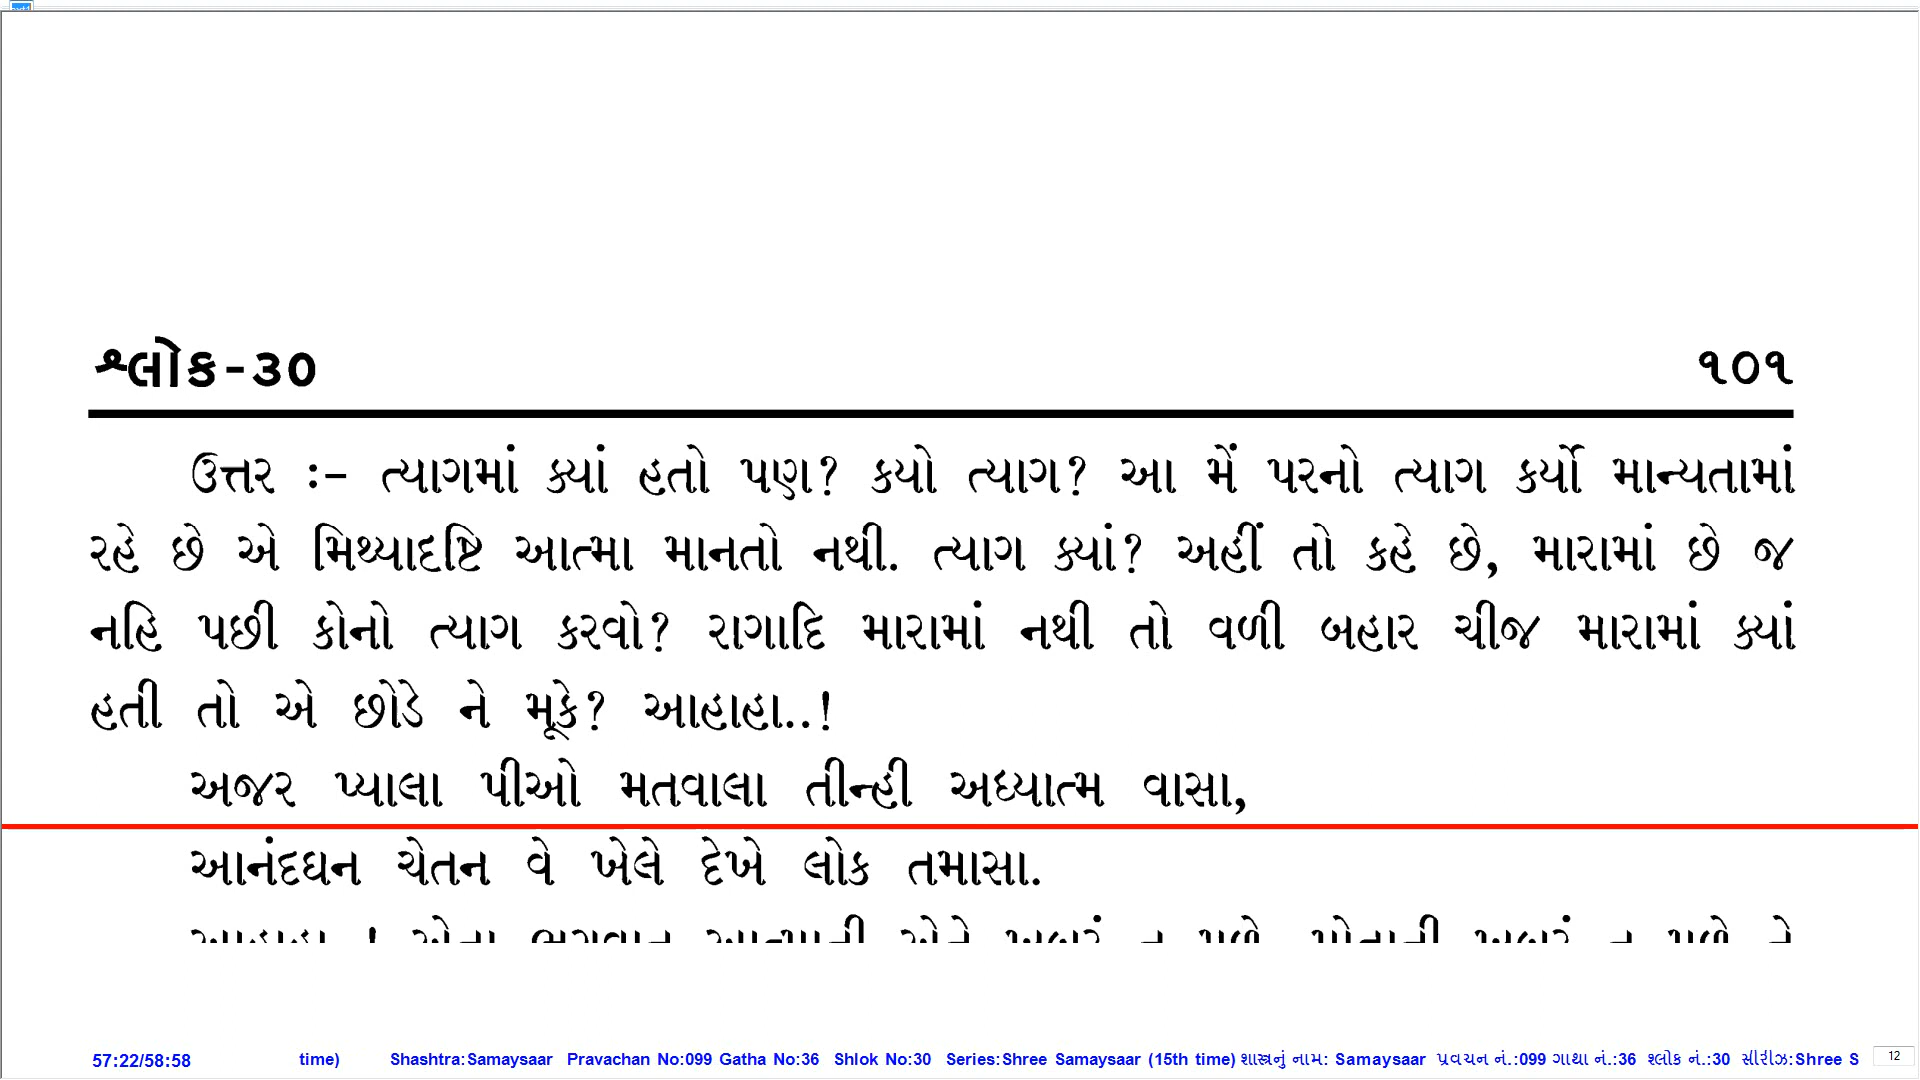 શ્લોક-૩૦ ૧૦૧
ઉત્તર :- ત્યાગમાં ક્યાં હતો પણ? કયો ત્યાગ? આ મેં પરનો ત્યાગ કર્યો માન્યતામાં
રહે છે એ મિથ્યાદષ્ટિ આત્મા માનતો નથી. ત્યાગ ક્યાં? અહીં તો કહે છે, મારામાં છે જ
નહિ પછી કોનો ત્યાગ કરવો? રાગાદિ મારામાં નથી તો વળી બહાર ચીજ મારામાં ક્યાં
હતી તો એ છોડે ને મૂકે? આહાહા..!
અજર પ્યાલા પીઓ મતવાલા તીન્હી અધ્યાત્મ વાસા,
આનંદઘન ચેતન વે ખેલે દેખે લોક તમાસા.
57:22/58:58 time) Shashtra:Samaysaar Pravachan No:099 Gatha No:36 Shlok No:30 Series:Shree Samaysaar (15th time) શાસ્ત્રનું નામ: Samaysaar પ્રવચન નં.:099 ગાથા નં.:36 શ્લોક નં.:30 સીરીઝ:Shree S 12